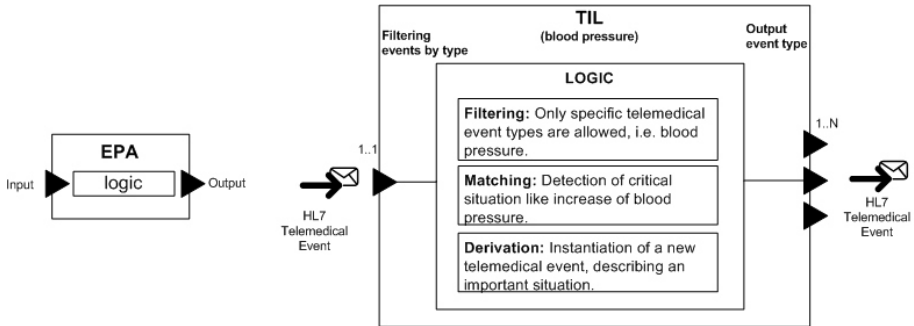 EPA
Input
logic
Output
HL7
Telemedical
Event
1..1
TIL
(blood pressure)
Filtering
events by type
Output
event type
LOGIC
Filtering: Only specific telemedical
event types are allowed, i.e. blood
pressure.
Matching: Detection of critical
situation like increase of blood
pressure.
Derivation: Instantiation of a new
telemedical event, describing an
important situation.
1..N
HL7
Telemedical
Event